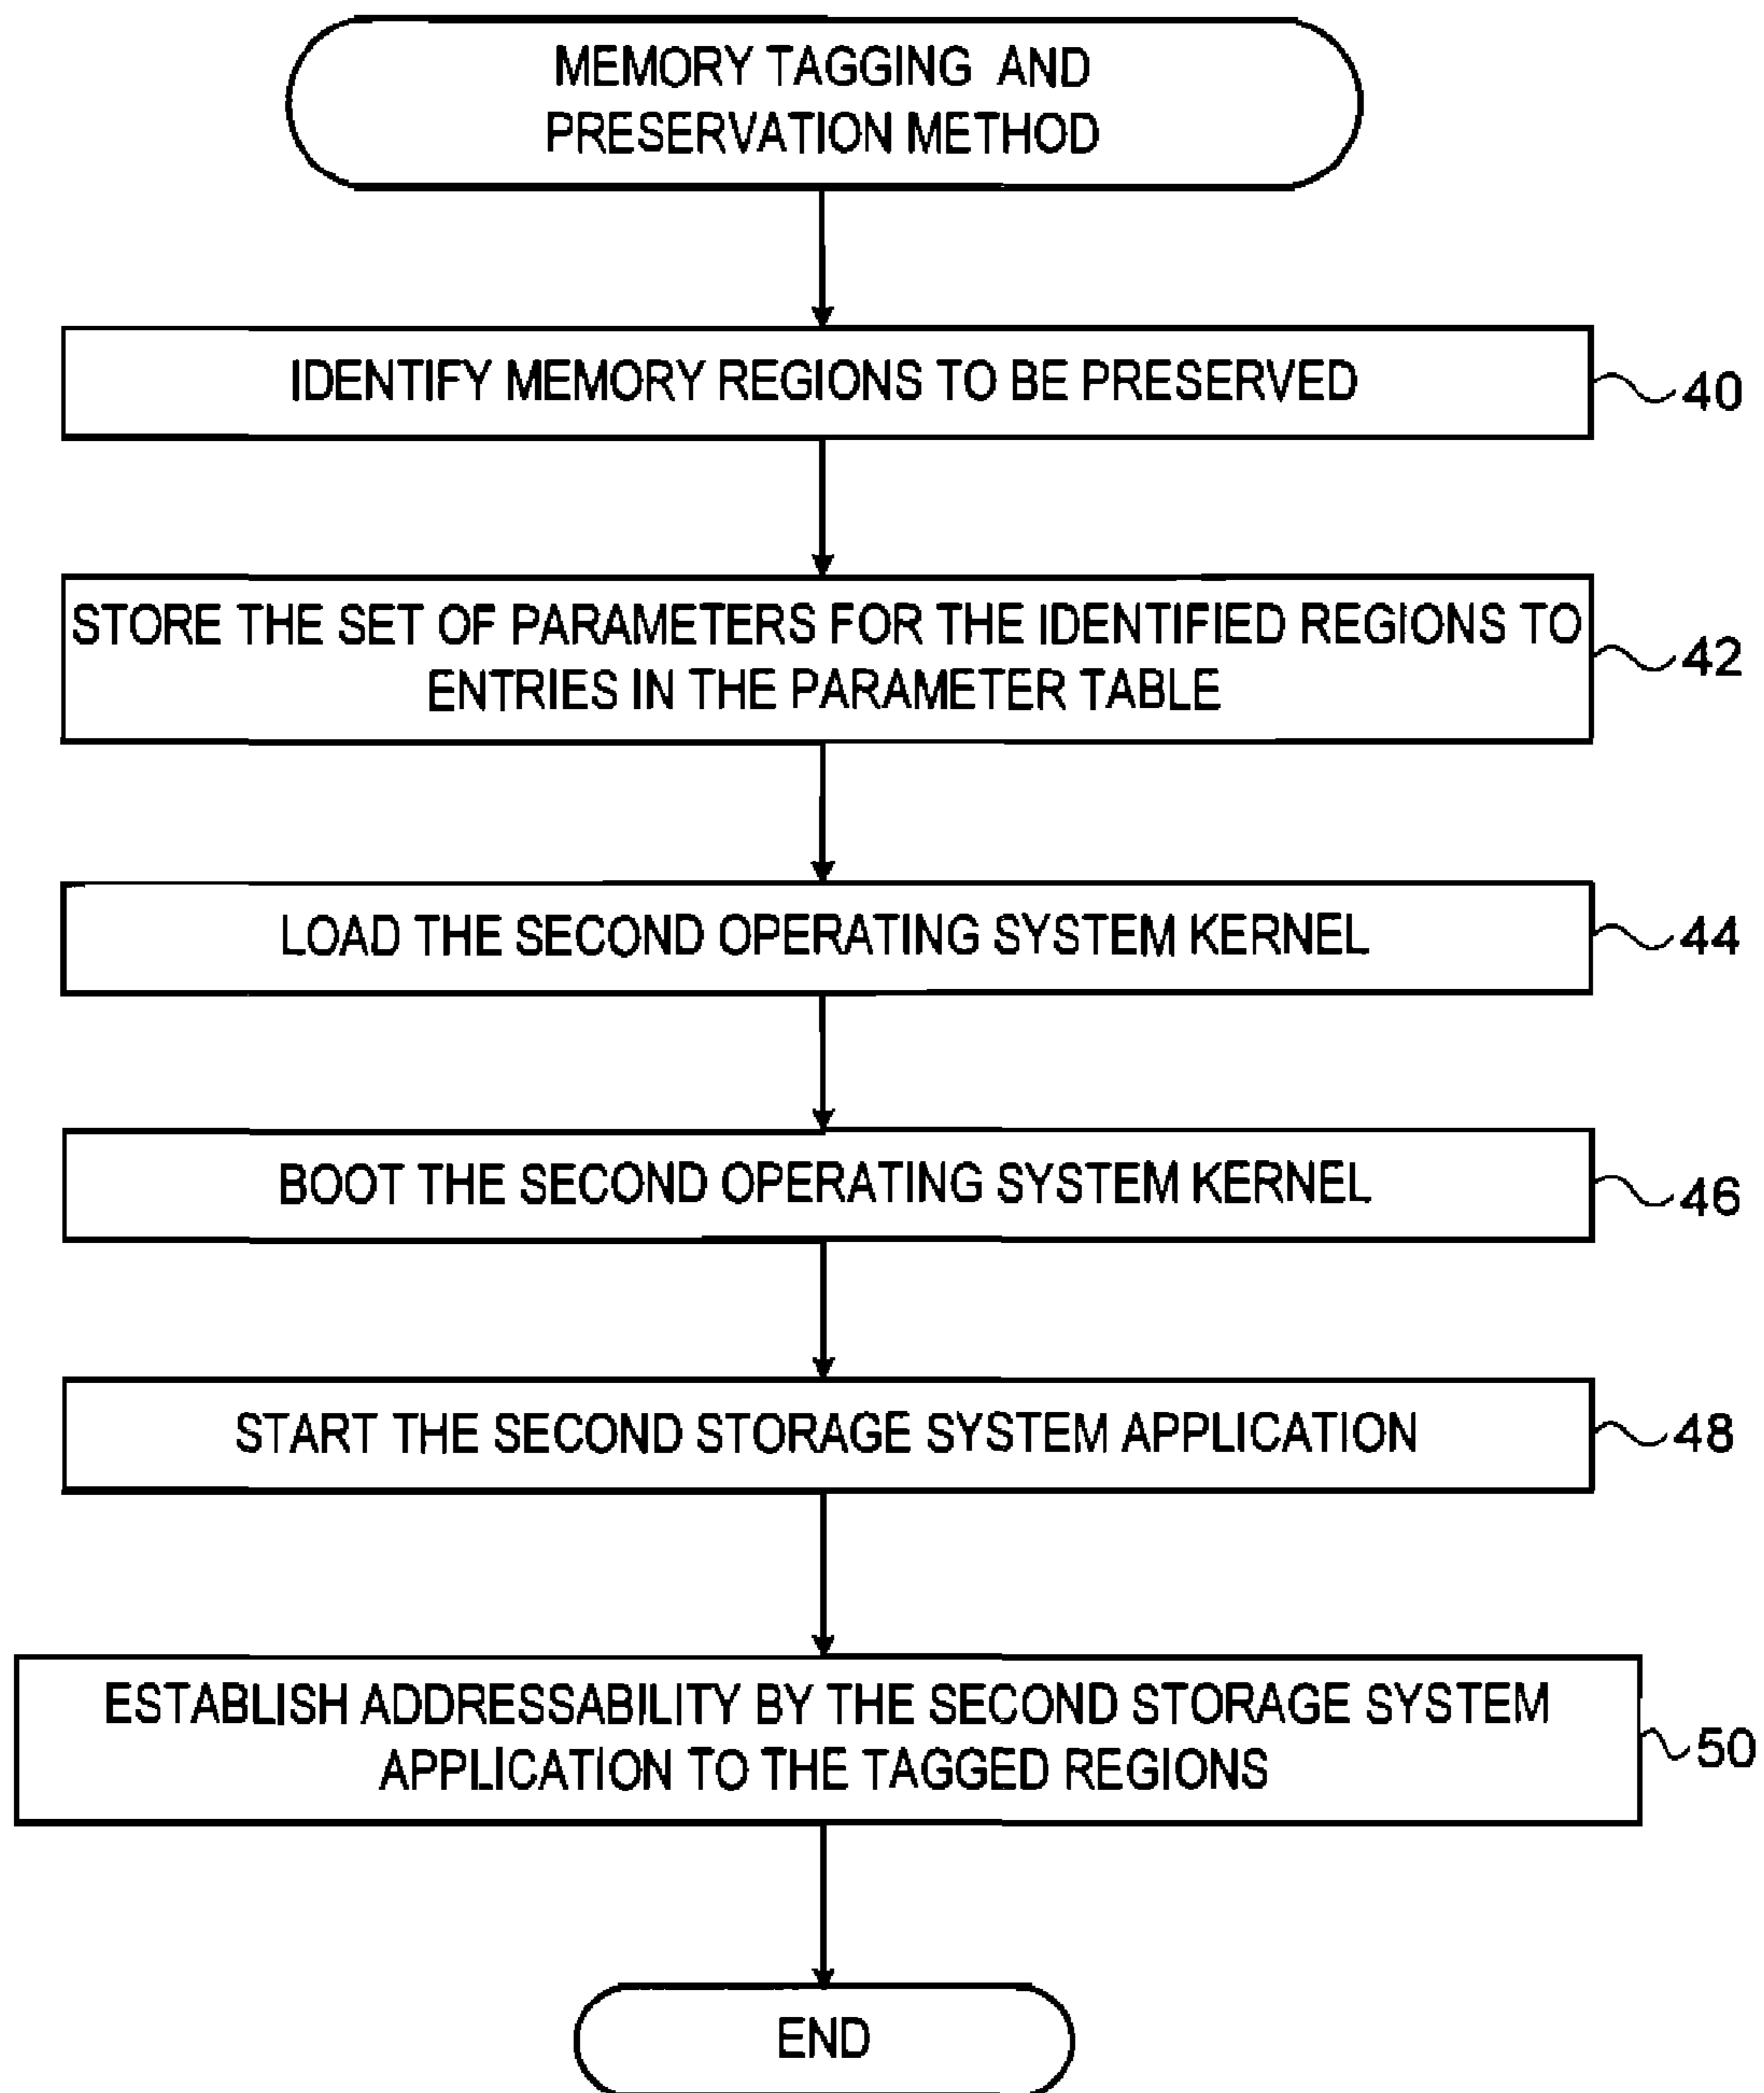 MEMORY TAGGING AND
PRESERVATION METHOD
IDENTIFY MEMORY REGIONS TO BE PRESERVED
40
STORE THE SET OF PARAMETERS FOR THE IDENTIFIED REGIONS TO
ENTRIES IN THE PARAMETER TABLE
42
LOAD THE SECOND OPERATING SYSTEM KERNEL
44
BOOT THE SECOND OPERATING SYSTEM KERNEL
46
START THE SECOND STORAGE SYSTEM APPLICATION
48
ESTABLISH ADDRESSABILITY BY THE SECOND STORAGE SYSTEM
APPLICATION TO THE TAGGED REGIONS
50
END